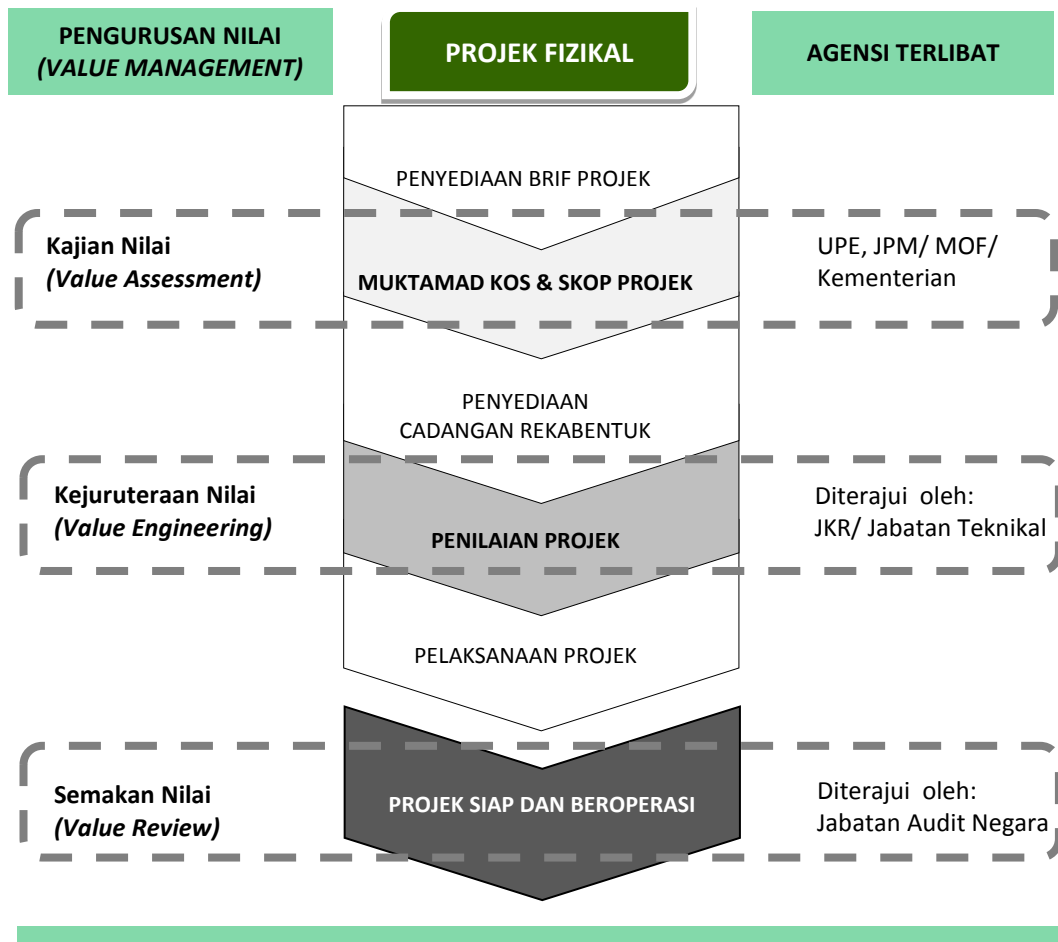 PENGURUSAN NILAI
(VALUE MANAGEMENT)
PROJEK FIZIKAL
AGENSI TERLIBAT
PENYEDIAAN BRIF PROJEK
Kajian Nilai
(Value Assessment)
MUKTAMAD KOS & SKOP PROJEK
UPE, JPM/ MOF/
Kementerian
PENYEDIAAN
CADANGAN REKABENTUK
Kejuruteraan Nilai
(Value Engineering)
PENILAIAN PROJEK
Diterajui oleh:
JKR/ Jabatan Teknikal
PELAKSANAAN PROJEK
Semakan Nilai
(Value Review)
PROJEK SIAP DAN BEROPERASI
Diterajui oleh:
Jabatan Audit Negara